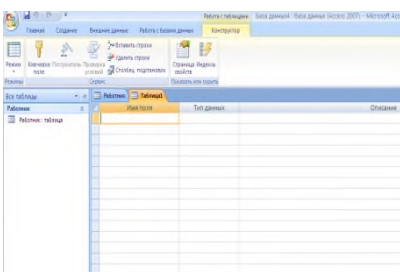 Работа с таблицами База данных4 : база данных (Access 2007) - Microsoft Acc
Главная Создание Внешние данные Работа с базами данных Конструктор
Режим Ключевое поле Построитель Проверка условий Вставить строки Удалить строки Столбец подстановок Страница свойств Индексы
Режимы Сервис Показать или скрыть
Все таблицы Работник Таблица1
Работник Имя поля Тип данных Описание
Работник : таблица